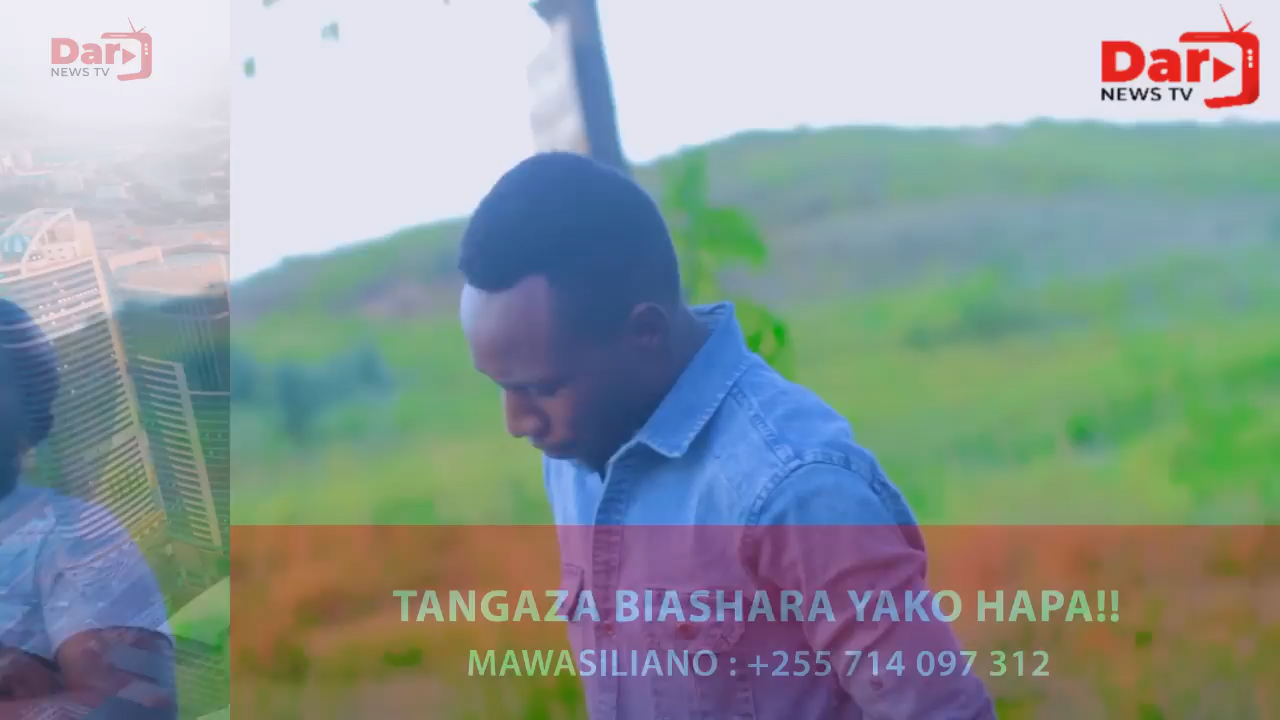 Dar
NEWS TV
Dar
NEWS TV
TANGAZA BIASHARA YAKO HAPA!!
MAWASILIANO : +255 714 097 312